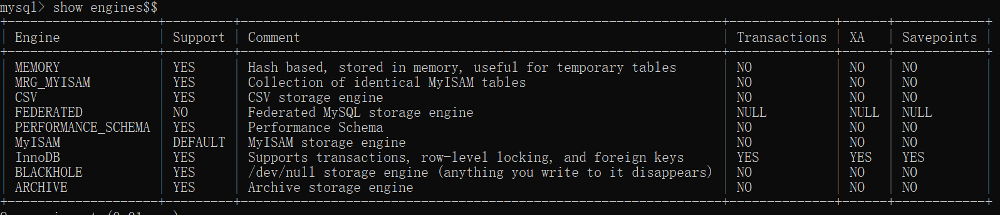 mysql> show engines$$
+--------------------+---------+----------------------------------------------------------------+--------------+------+------------+
| Engine | Support | Comment | Transactions | XA | Savepoints |
+--------------------+---------+----------------------------------------------------------------+--------------+------+------------+
| MEMORY | YES | Hash based, stored in memory, useful for temporary tables | NO | NO | NO |
| MRG_MYISAM | YES | Collection of identical MyISAM tables | NO | NO | NO |
| CSV | YES | CSV storage engine | NO | NO | NO |
| FEDERATED | NO | Federated MySQL storage engine | NULL | NULL | NULL |
| PERFORMANCE_SCHEMA | YES | Performance Schema | NO | NO | NO |
| MyISAM | DEFAULT | MyISAM storage engine | NO | NO | NO |
| InnoDB | YES | Supports transactions, row-level locking, and foreign keys | YES | YES | YES |
| BLACKHOLE | YES | /dev/null storage engine (anything you write to it disappears) | NO | NO | NO |
| ARCHIVE | YES | Archive storage engine | NO | NO | NO |
+--------------------+---------+----------------------------------------------------------------+--------------+------+------------+